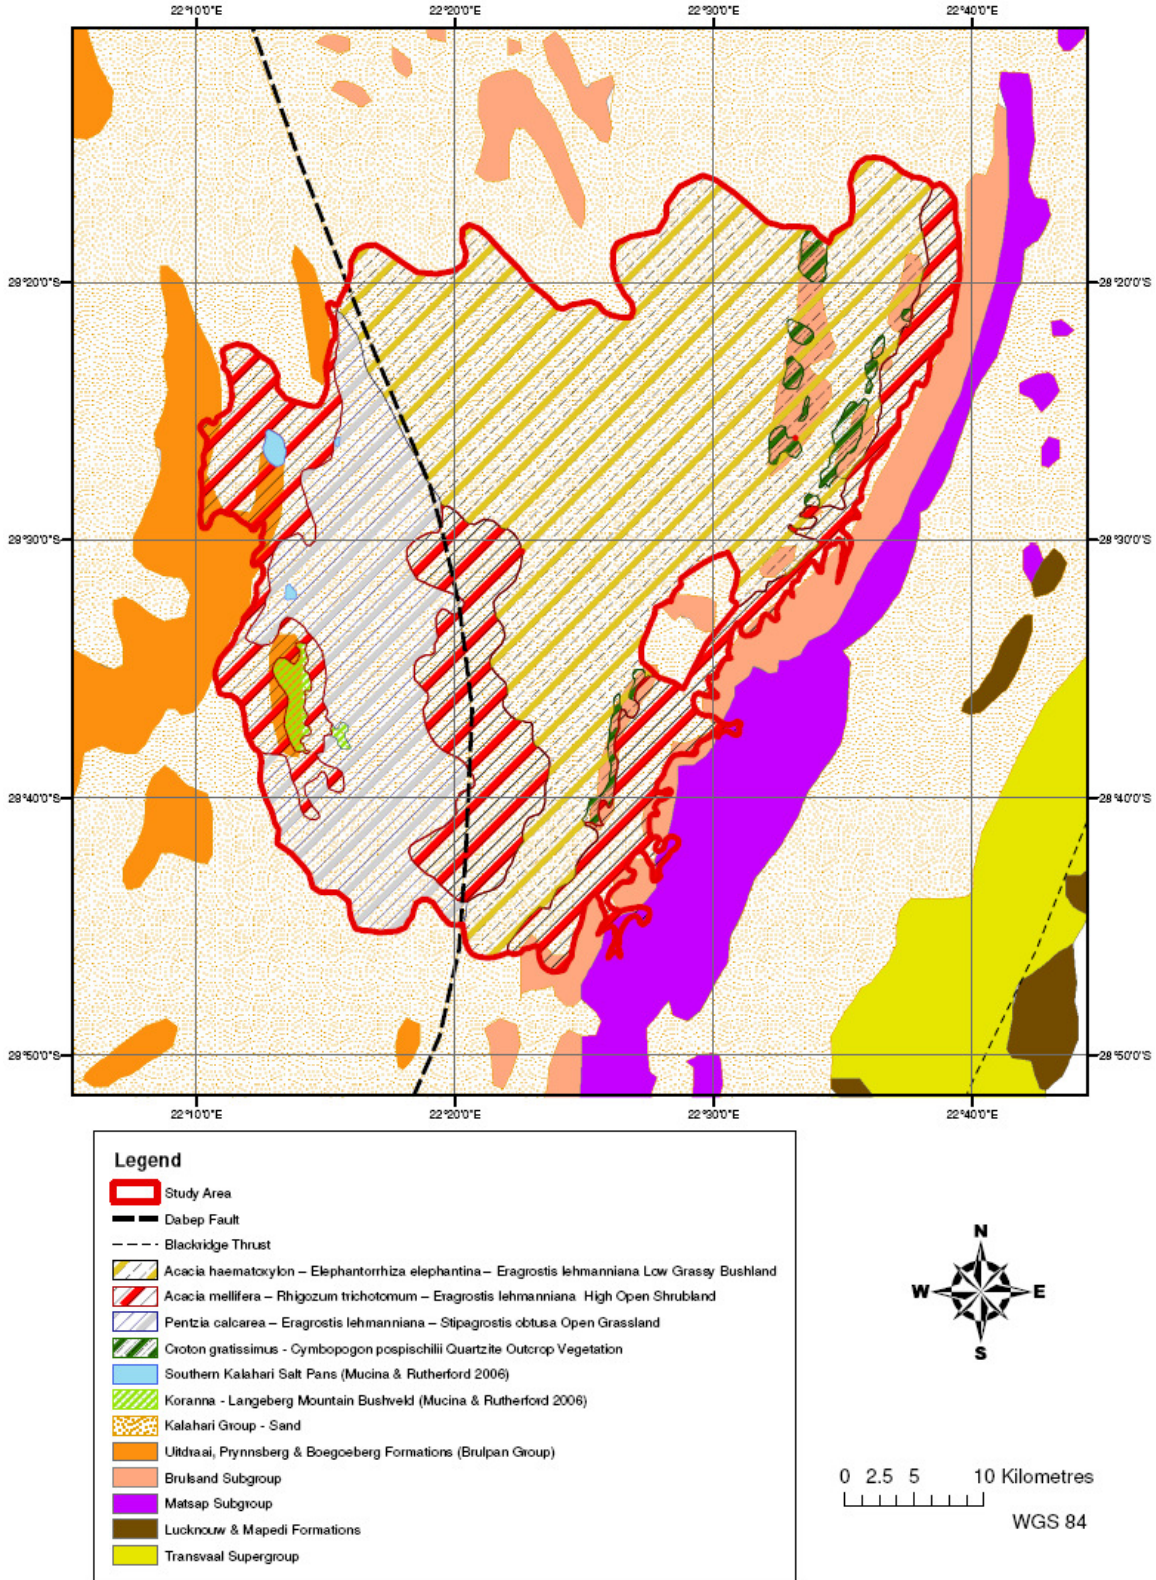 22°10'0"E 22°20'0"E 22°30'0"E 22°40'0"E
28°20'0"S 28°20'0"S
28°30'0"S 28°30'0"S
28°40'0"S 28°40'0"S
28°50'0"S 28°50'0"S
22°10'0"E 22°20'0"E 22°30'0"E 22°40'0"E
Legend
Study Area
Dabep Fault
Blackridge Thrust
Acacia haematoxylon – Elephantorrhiza elephantina – Eragrostis lehmanniana Low Grassy Bushland
Acacia mellifera – Rhigozum trichotomum – Eragrostis lehmanniana High Open Shrubland
Pentzia calcarea – Eragrostis lehmanniana – Stipagrostis obtusa Open Grassland
Croton gratissimus - Cymbopogon pospischilii Quartzite Outcrop Vegetation
Southern Kalahari Salt Pans (Mucina & Rutherford 2006)
Koranna - Langeberg Mountain Bushveld (Mucina & Rutherford 2006)
Kalahari Group - Sand
Uitdraai, Prynnsberg & Boegoeberg Formations (Brulpan Group)
Brulsand Subgroup
Matsap Subgroup
Lucknouw & Mapedi Formations
Transvaal Supergroup
N
W E
S
0 2.5 5 10 Kilometres
WGS 84